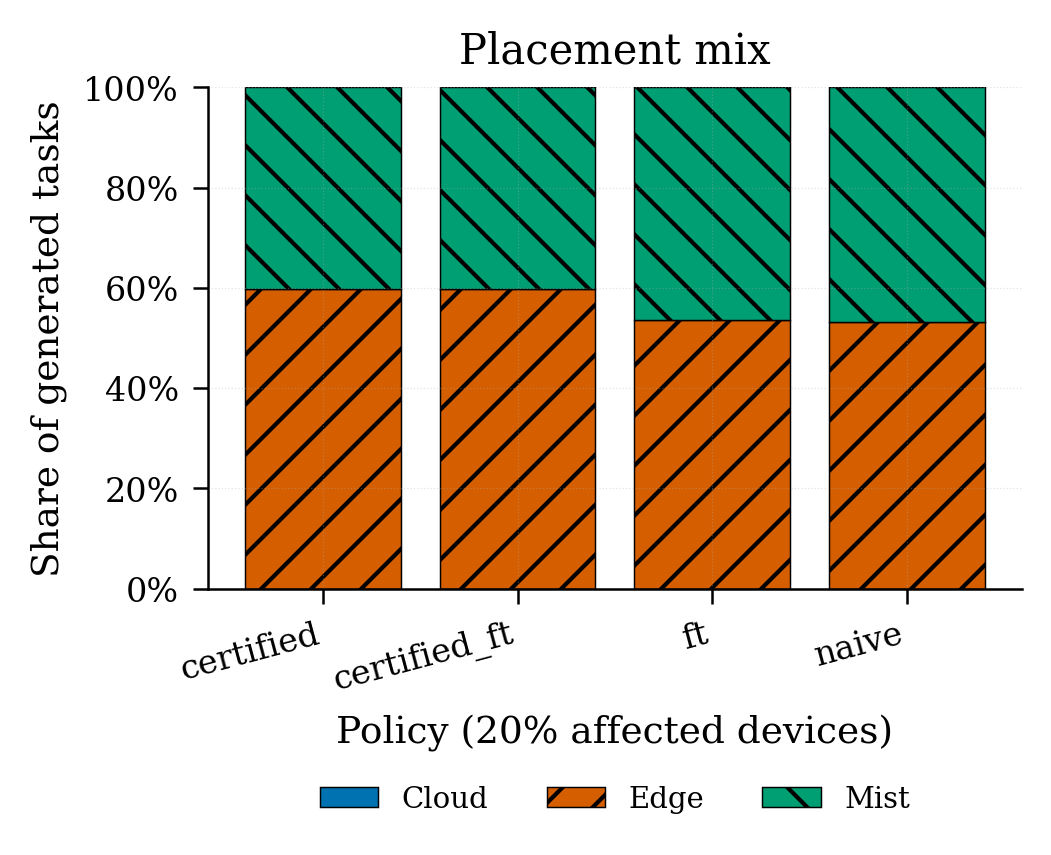 Placement mix
100%
80%
60%
40%
20%
0%
Share of generated tasks
certified
certified_ft
ft
naive
Policy (20% affected devices)
Cloud
Edge
Mist